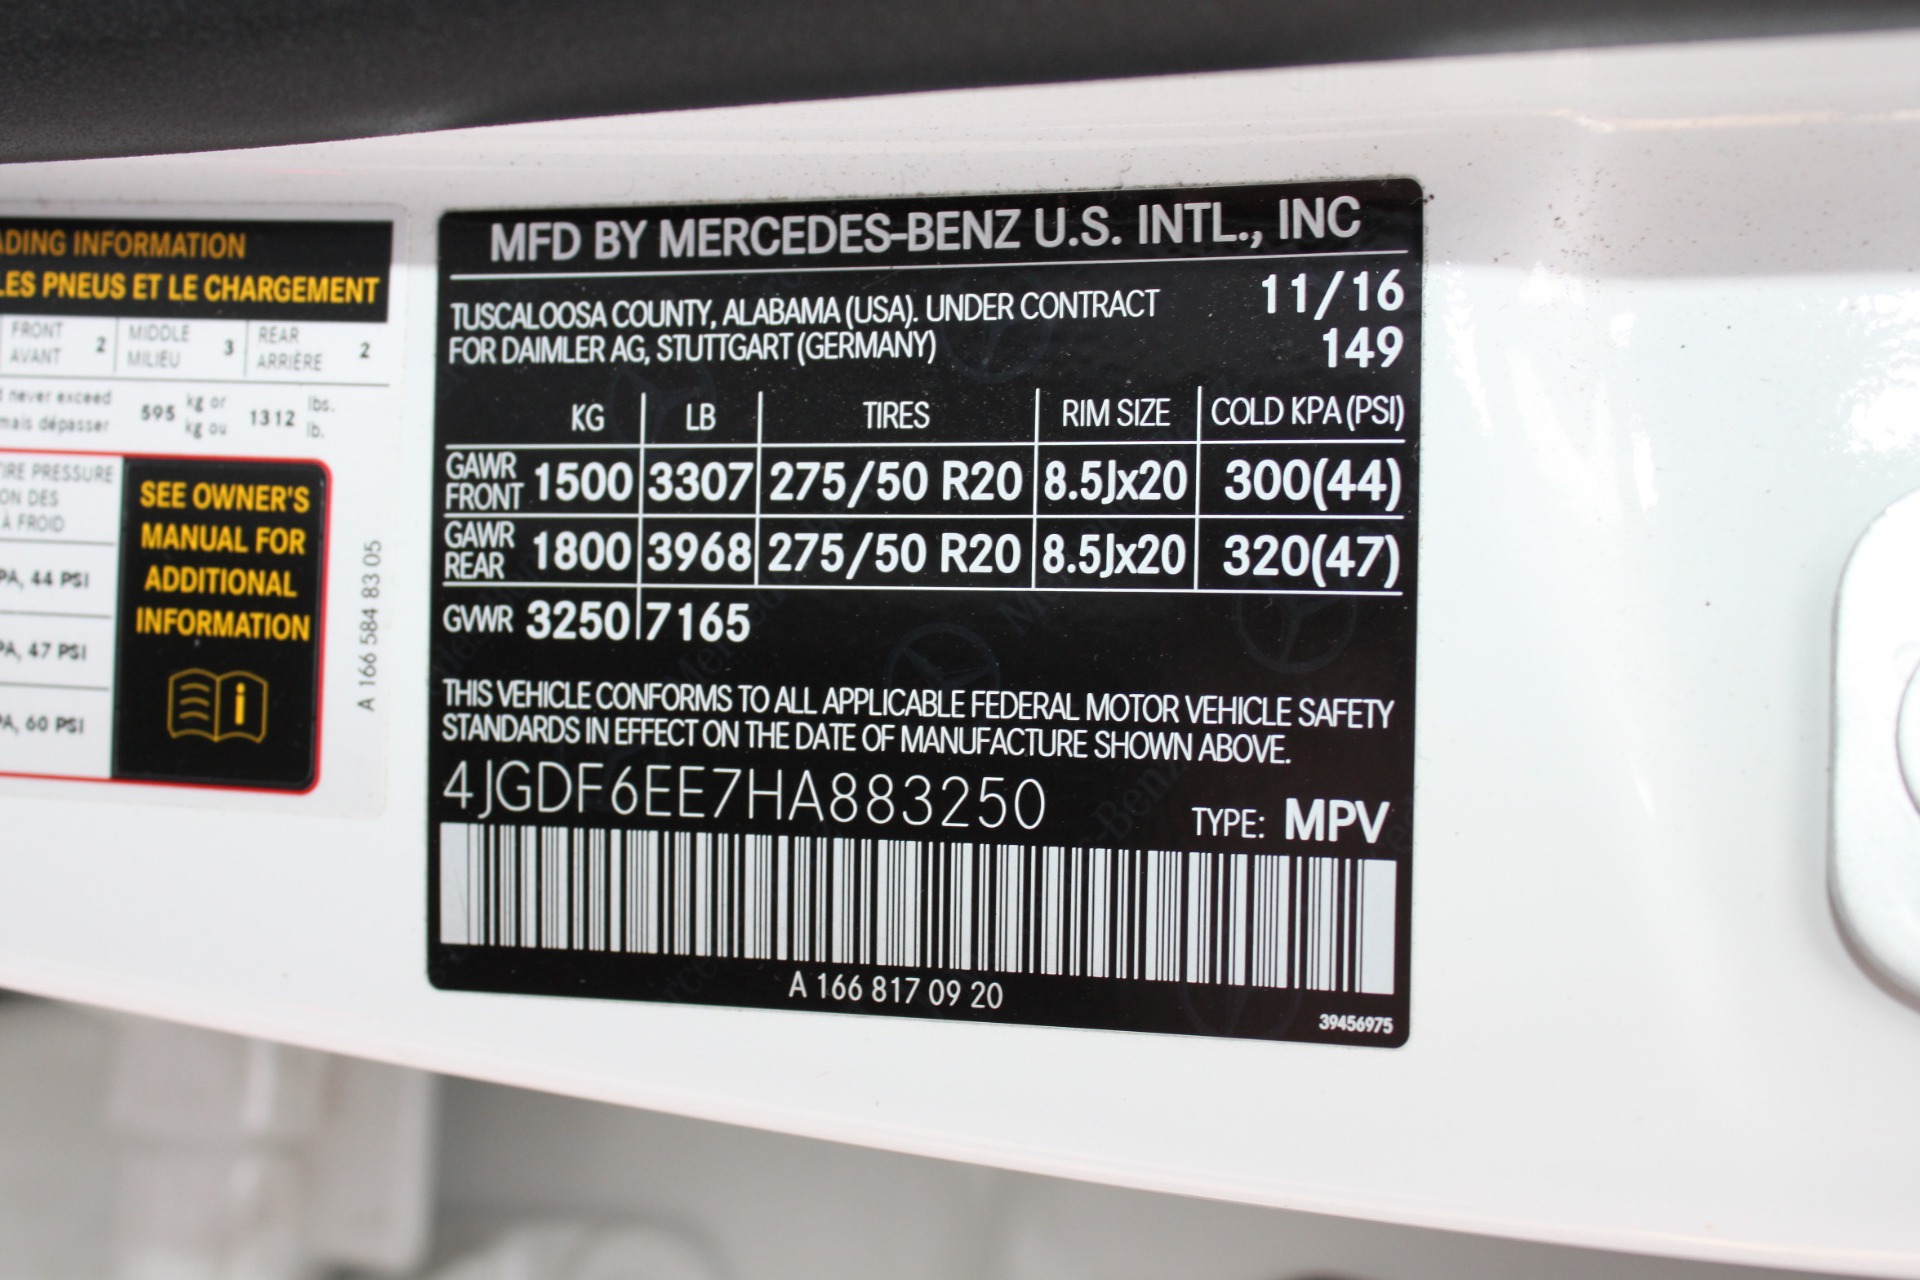 ADING INFORMATION
LES PNEUS ET LE CHARGEMENT
FRONT
AVANT 2 MIDDLE
MILIEU 3 REAR
ARRIÈRE 2
never exceed
mais dépasser 595 kg or
kg ou 1312 lbs.
lb.
TIRE PRESSURE
ON DES
À FROID
PA, 44 PSI
PA, 47 PSI
PA, 60 PSI
SEE OWNER'S
MANUAL FOR
ADDITIONAL
INFORMATION
A 166 584 83 05
MFD BY MERCEDES-BENZ U.S. INTL., INC
TUSCALOOSA COUNTY, ALABAMA (USA). UNDER CONTRACT 11/16
FOR DAIMLER AG, STUTTGART (GERMANY) 149
KG LB TIRES RIM SIZE COLD KPA (PSI)
GAWR
FRONT 1500 3307 275/50 R20 8.5Jx20 300(44)
GAWR
REAR 1800 3968 275/50 R20 8.5Jx20 320(47)
GVWR 3250 7165
THIS VEHICLE CONFORMS TO ALL APPLICABLE FEDERAL MOTOR VEHICLE SAFETY
STANDARDS IN EFFECT ON THE DATE OF MANUFACTURE SHOWN ABOVE.
4JGDF6EE7HA883250 TYPE: MPV
A 166 817 09 20
39456975